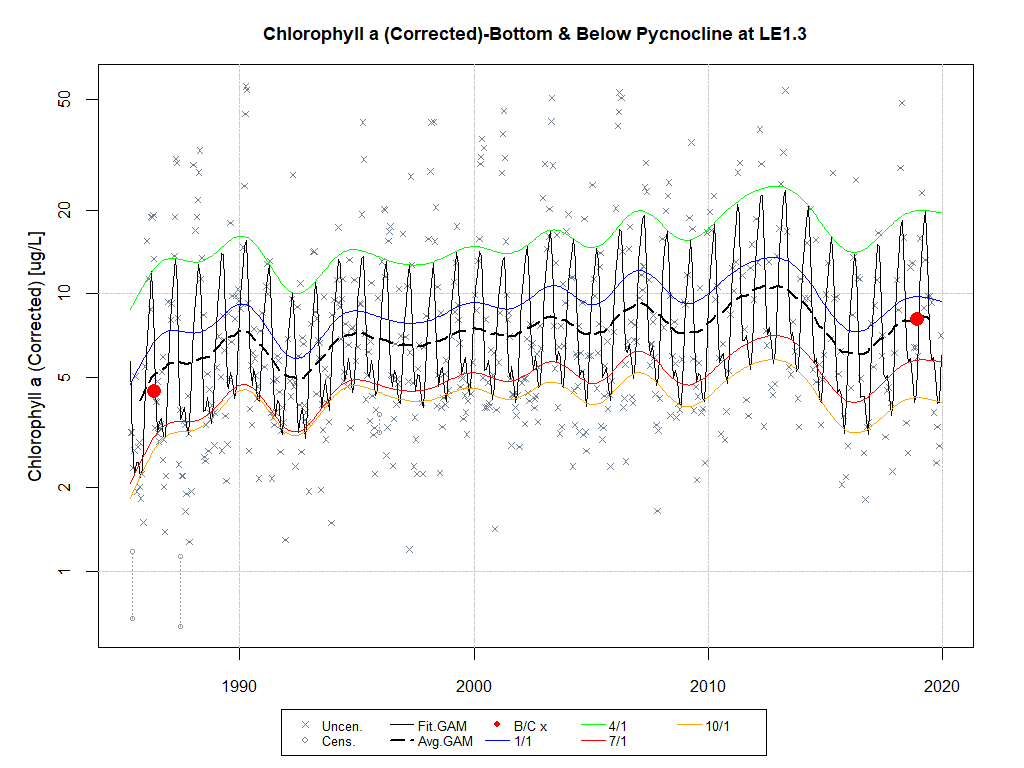 Chlorophyll a (Corrected)-Bottom & Below Pycnocline at LE1.3
Chlorophyll a (Corrected) [ug/L]
50
20
10
5
2
1
1990 2000 2010 2020
Uncen. Fit.GAM B/C x 4/1 10/1
Cens. Avg.GAM 1/1 7/1